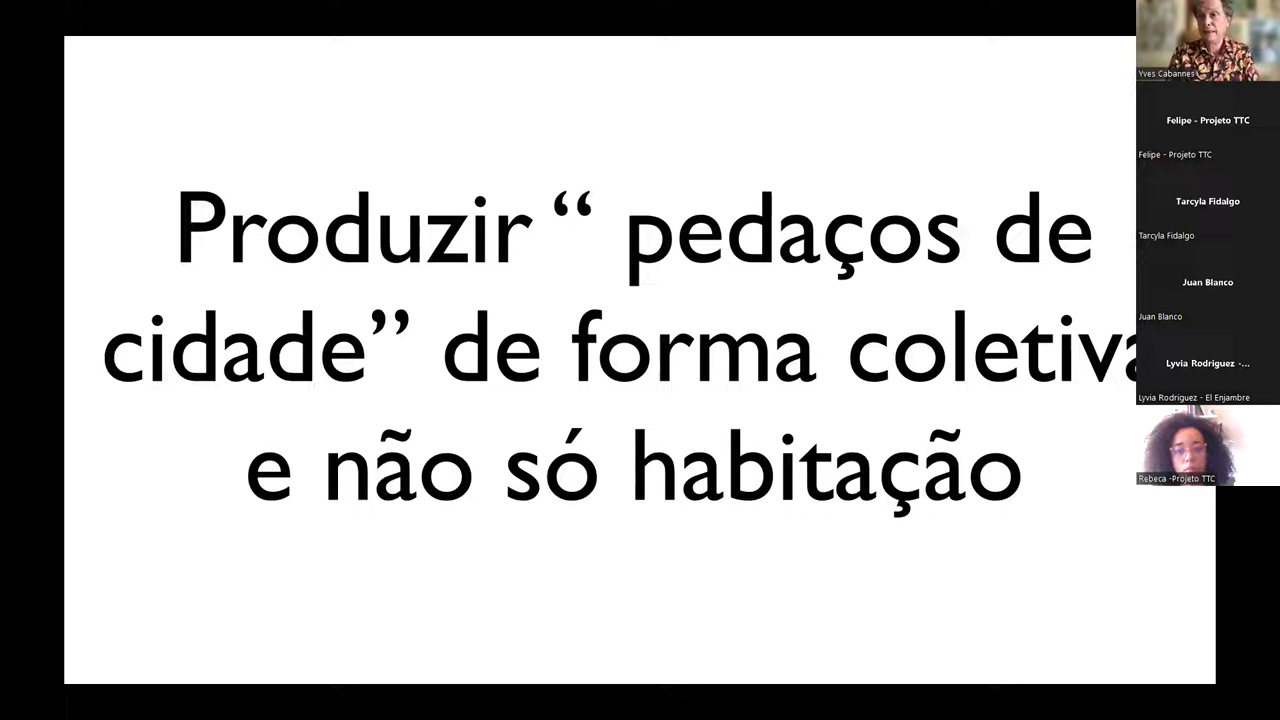 Produzir “ pedaços de
cidade” de forma coletiva
e não só habitação
Yves Cabannes
Felipe - Projeto TTC
Felipe - Projeto TTC
Tarcyla Fidalgo
Tarcyla Fidalgo
Juan Blanco
Juan Blanco
Lyvia Rodriguez -...
Lyvia Rodriguez - El Enjambre
Rebeca -Projeto TTC